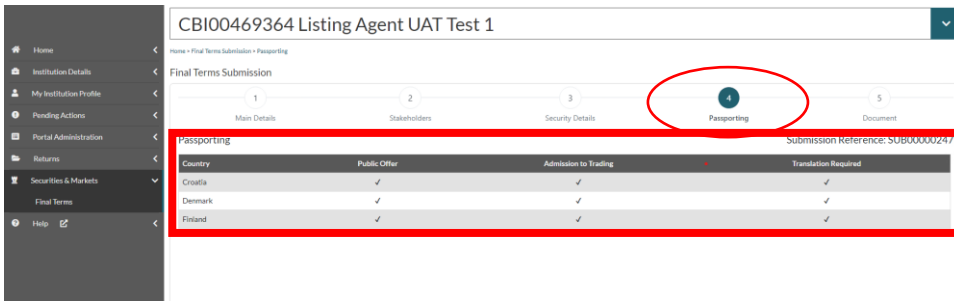 CBI00469364 Listing Agent UAT Test 1
Home
Institution Details
My Institution Profile
Pending Actions
Portal Administration
Returns
Securities & Markets
Final Terms
Help
Home » Final Terms Submission » Passporting
Final Terms Submission
1 2 3 4 5
Main Details Stakeholders Security Details Passporting Document
Passporting Submission Reference: SUB00000247
Country Public Offer Admission to Trading Translation Required
Croatia ✓ ✓ ✓
Denmark ✓ ✓ ✓
Finland ✓ ✓ ✓